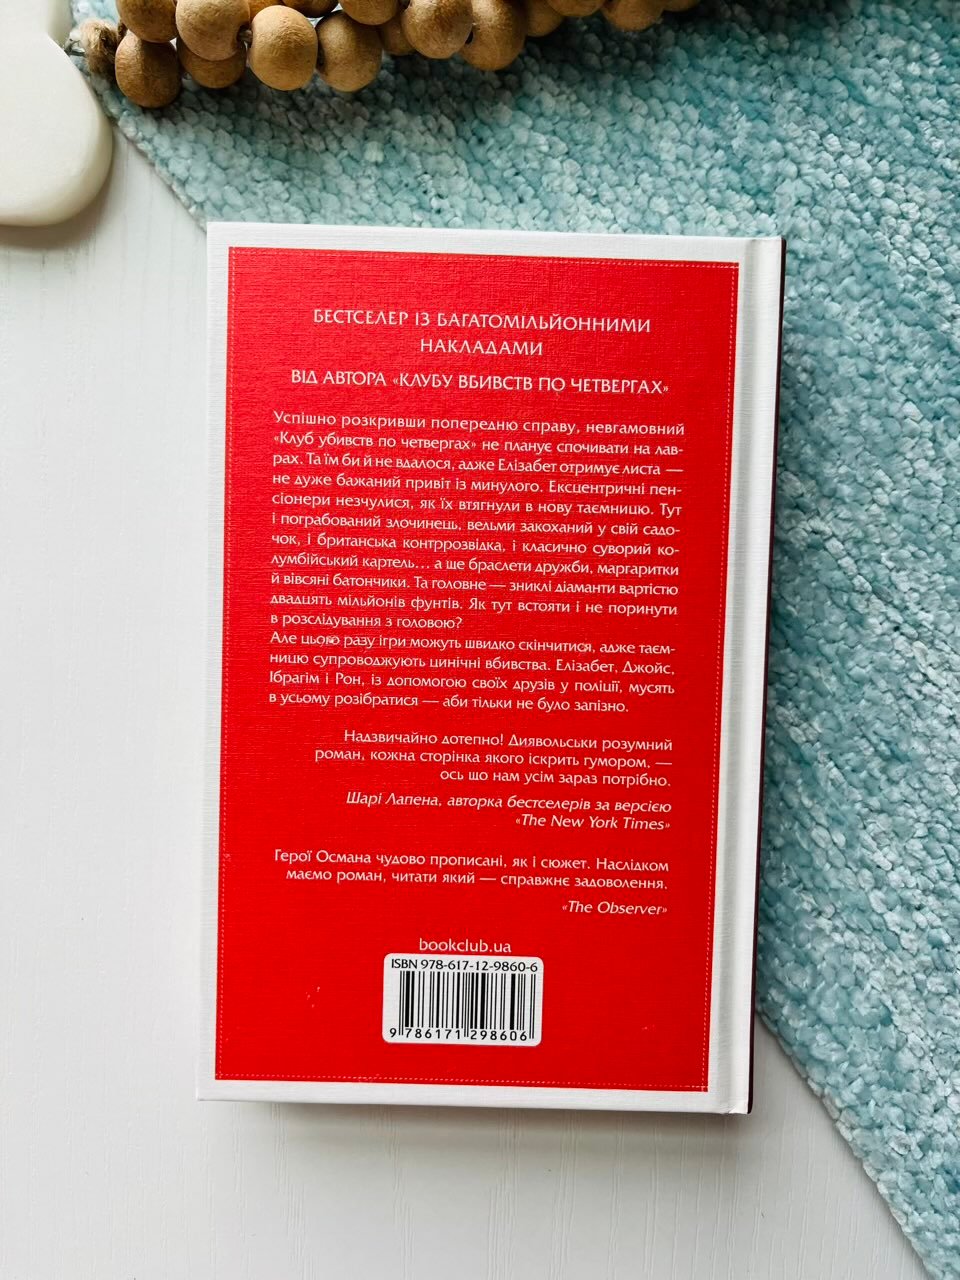 БЕСТСЕЛЕР ІЗ БАГАТОМІЛЬЙОННИМИ
НАКЛАДАМИ
ВІД АВТОРА «КЛУБУ ВБИВСТВ ПО ЧЕТВЕРГАХ»
Успішно розкривши попередню справу, невгамовний
«Клуб убивств по четвергах» не планує спочивати на лав-
рах. Та їм би й не вдалося, адже Елізабет отримує листа —
не дуже бажаний привіт із минулого. Ексцентричні пен-
сіонери незчулися, як їх втягнули в нову таємницю. Тут
і пограбований злочинець, вельми закоханий у свій садо-
чок, і британська контррозвідка, і класично суворий ко-
лумбійський картель... а ще браслети дружби, маргаритки
й вівсяні батончики. Та головне — зниклі діаманти вартістю
двадцять мільйонів фунтів. Як тут встояти і не поринути
в розслідування з головою?
Але цього разу ігри можуть швидко скінчитися, адже таєм-
ницю супроводжують цинічні вбивства. Елізабет, Джойс,
Ібрагім і Рон, із допомогою своїх друзів у поліції, мусять
в усьому розібратися — аби тільки не було запізно.
Надзвичайно дотепно! Диявольськи розумний
роман, кожна сторінка якого іскрить гумором, —
ось що нам усім зараз потрібно.
Шарі Лапена, авторка бестселерів за версією
«The New York Times»
Герої Османа чудово прописані, як і сюжет. Наслідком
маємо роман, читати який — справжнє задоволення.
«The Observer»
bookclub.ua
ISBN 978-617-12-9860-6
9 786171 298606